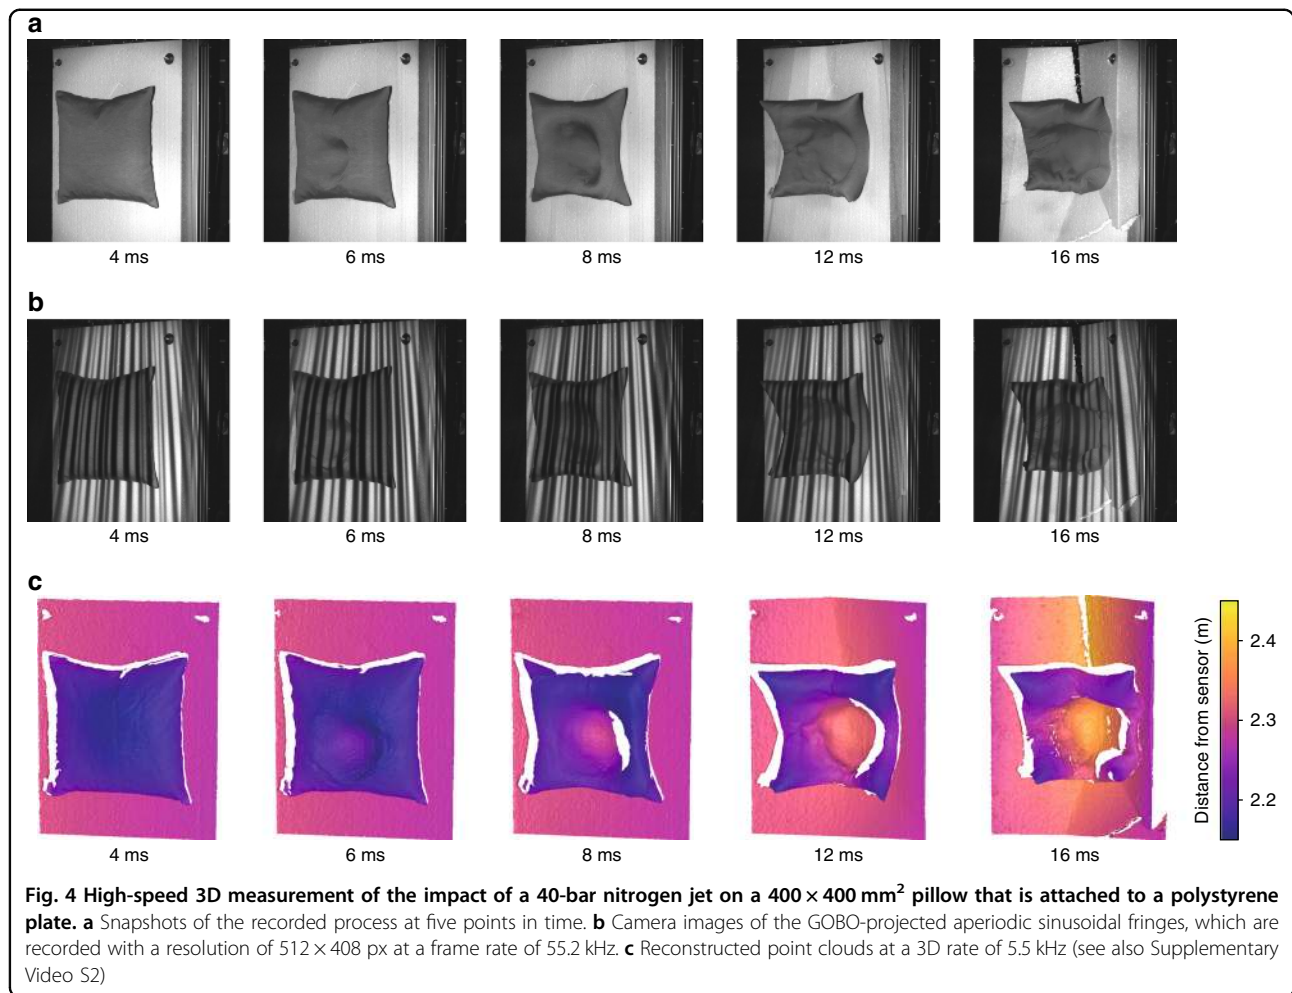 a
4 ms
6 ms
8 ms
12 ms
16 ms
b
4 ms
6 ms
8 ms
12 ms
16 ms
c
4 ms
6 ms
8 ms
12 ms
16 ms
Distance from sensor (m)
2.4
2.3
2.2
Fig. 4 High-speed 3D measurement of the impact of a 40-bar nitrogen jet on a 400 × 400 mm² pillow that is attached to a polystyrene
plate. a Snapshots of the recorded process at five points in time. b Camera images of the GOBO-projected aperiodic sinusoidal fringes, which are
recorded with a resolution of 512 × 408 px at a frame rate of 55.2 kHz. c Reconstructed point clouds at a 3D rate of 5.5 kHz (see also Supplementary
Video S2)